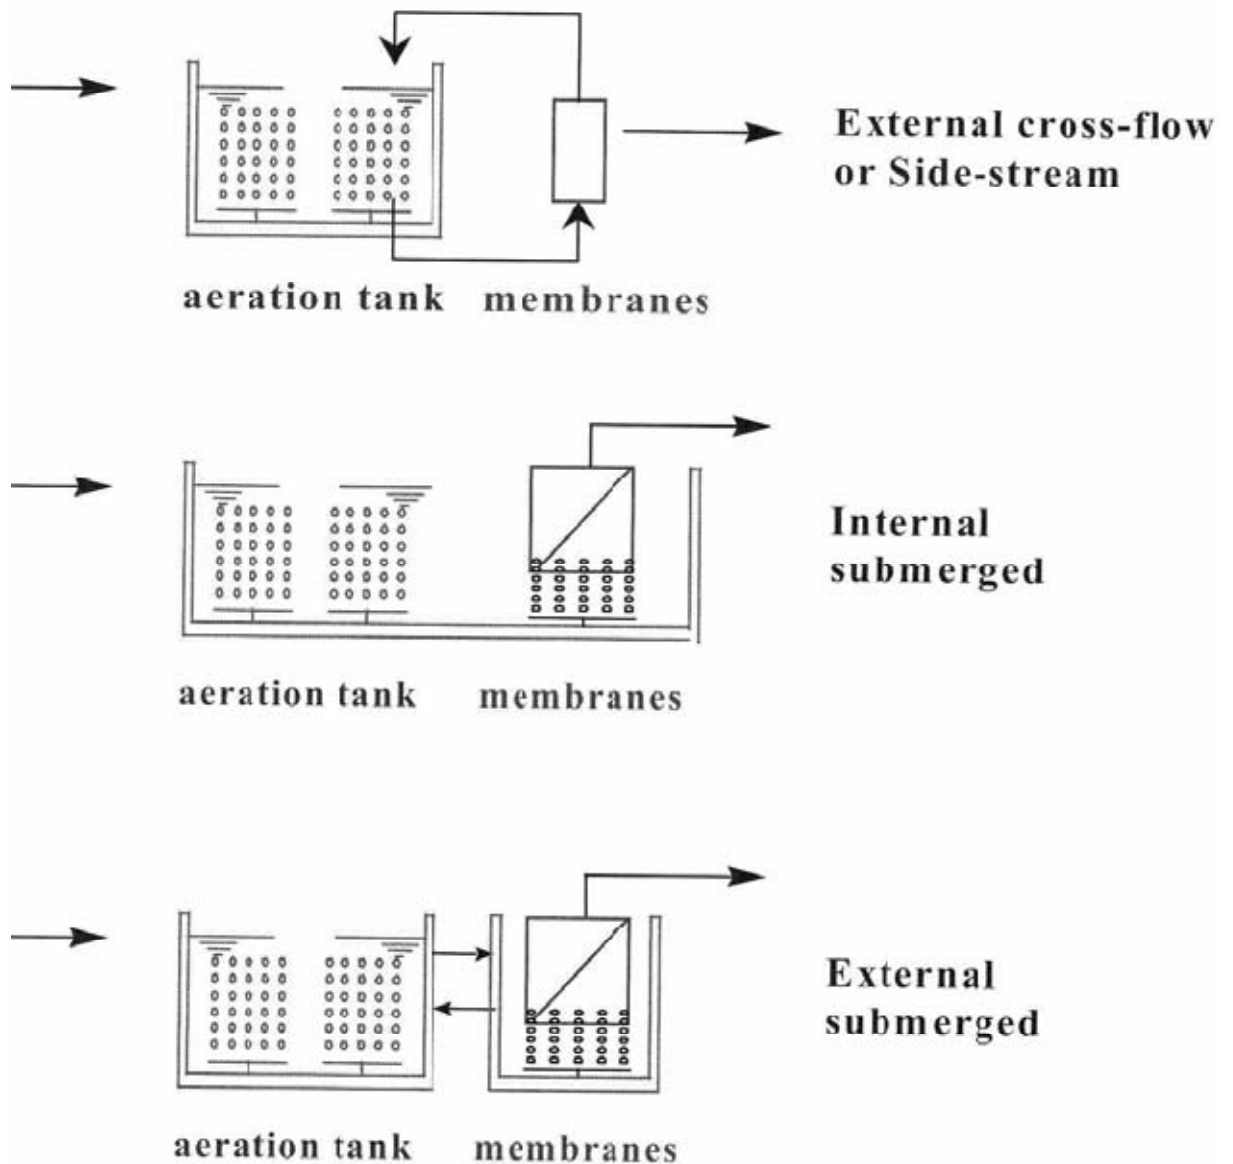 External cross-flow
or Side-stream
aeration tank membranes
Internal
submerged
aeration tank membranes
External
submerged
aeration tank membranes